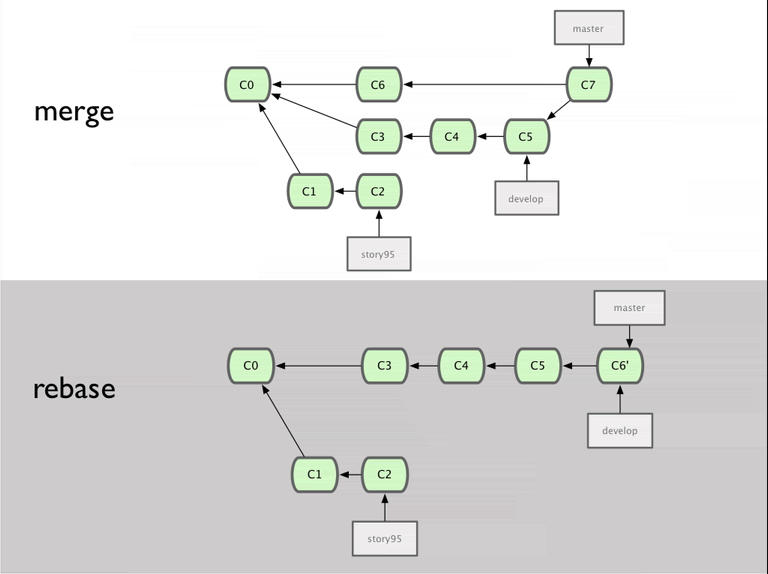 master
C0
C6
C7
merge
C3
C4
C5
C1
C2
develop
story95
master
C0
C3
C4
C5
C6'
rebase
develop
C1
C2
story95